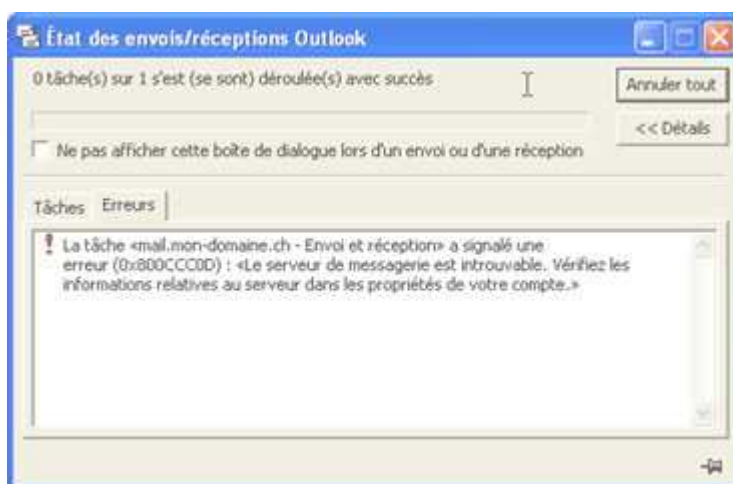 État des envois/réceptions Outlook
0 tâche(s) sur 1 s'est (se sont) déroulée(s) avec succès
Annuler tout
<< Détails
Ne pas afficher cette boîte de dialogue lors d'un envoi ou d'une réception
Tâches Erreurs
La tâche «mail.mon-domaine.ch - Envoi et réception» a signalé une
erreur (0x800CCC0D) : «Le serveur de messagerie est introuvable. Vérifiez les
informations relatives au serveur dans les propriétés de votre compte.»